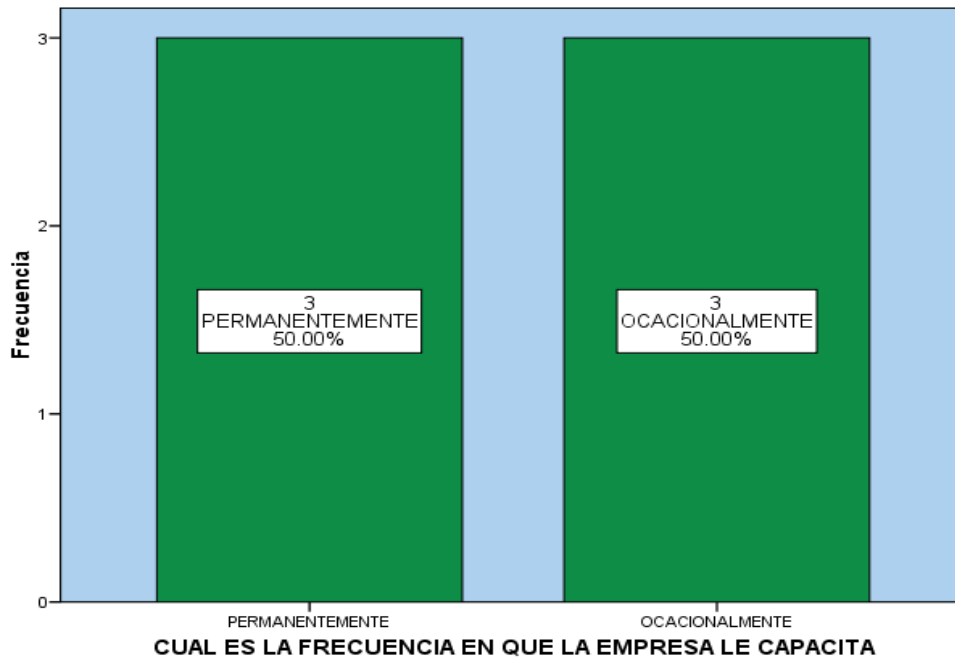 3
2
1
0
Frecuencia
3
PERMANENTEMENTE
50.00%
3
OCACIONALMENTE
50.00%
PERMANENTEMENTE
OCACIONALMENTE
CUAL ES LA FRECUENCIA EN QUE LA EMPRESA LE CAPACITA